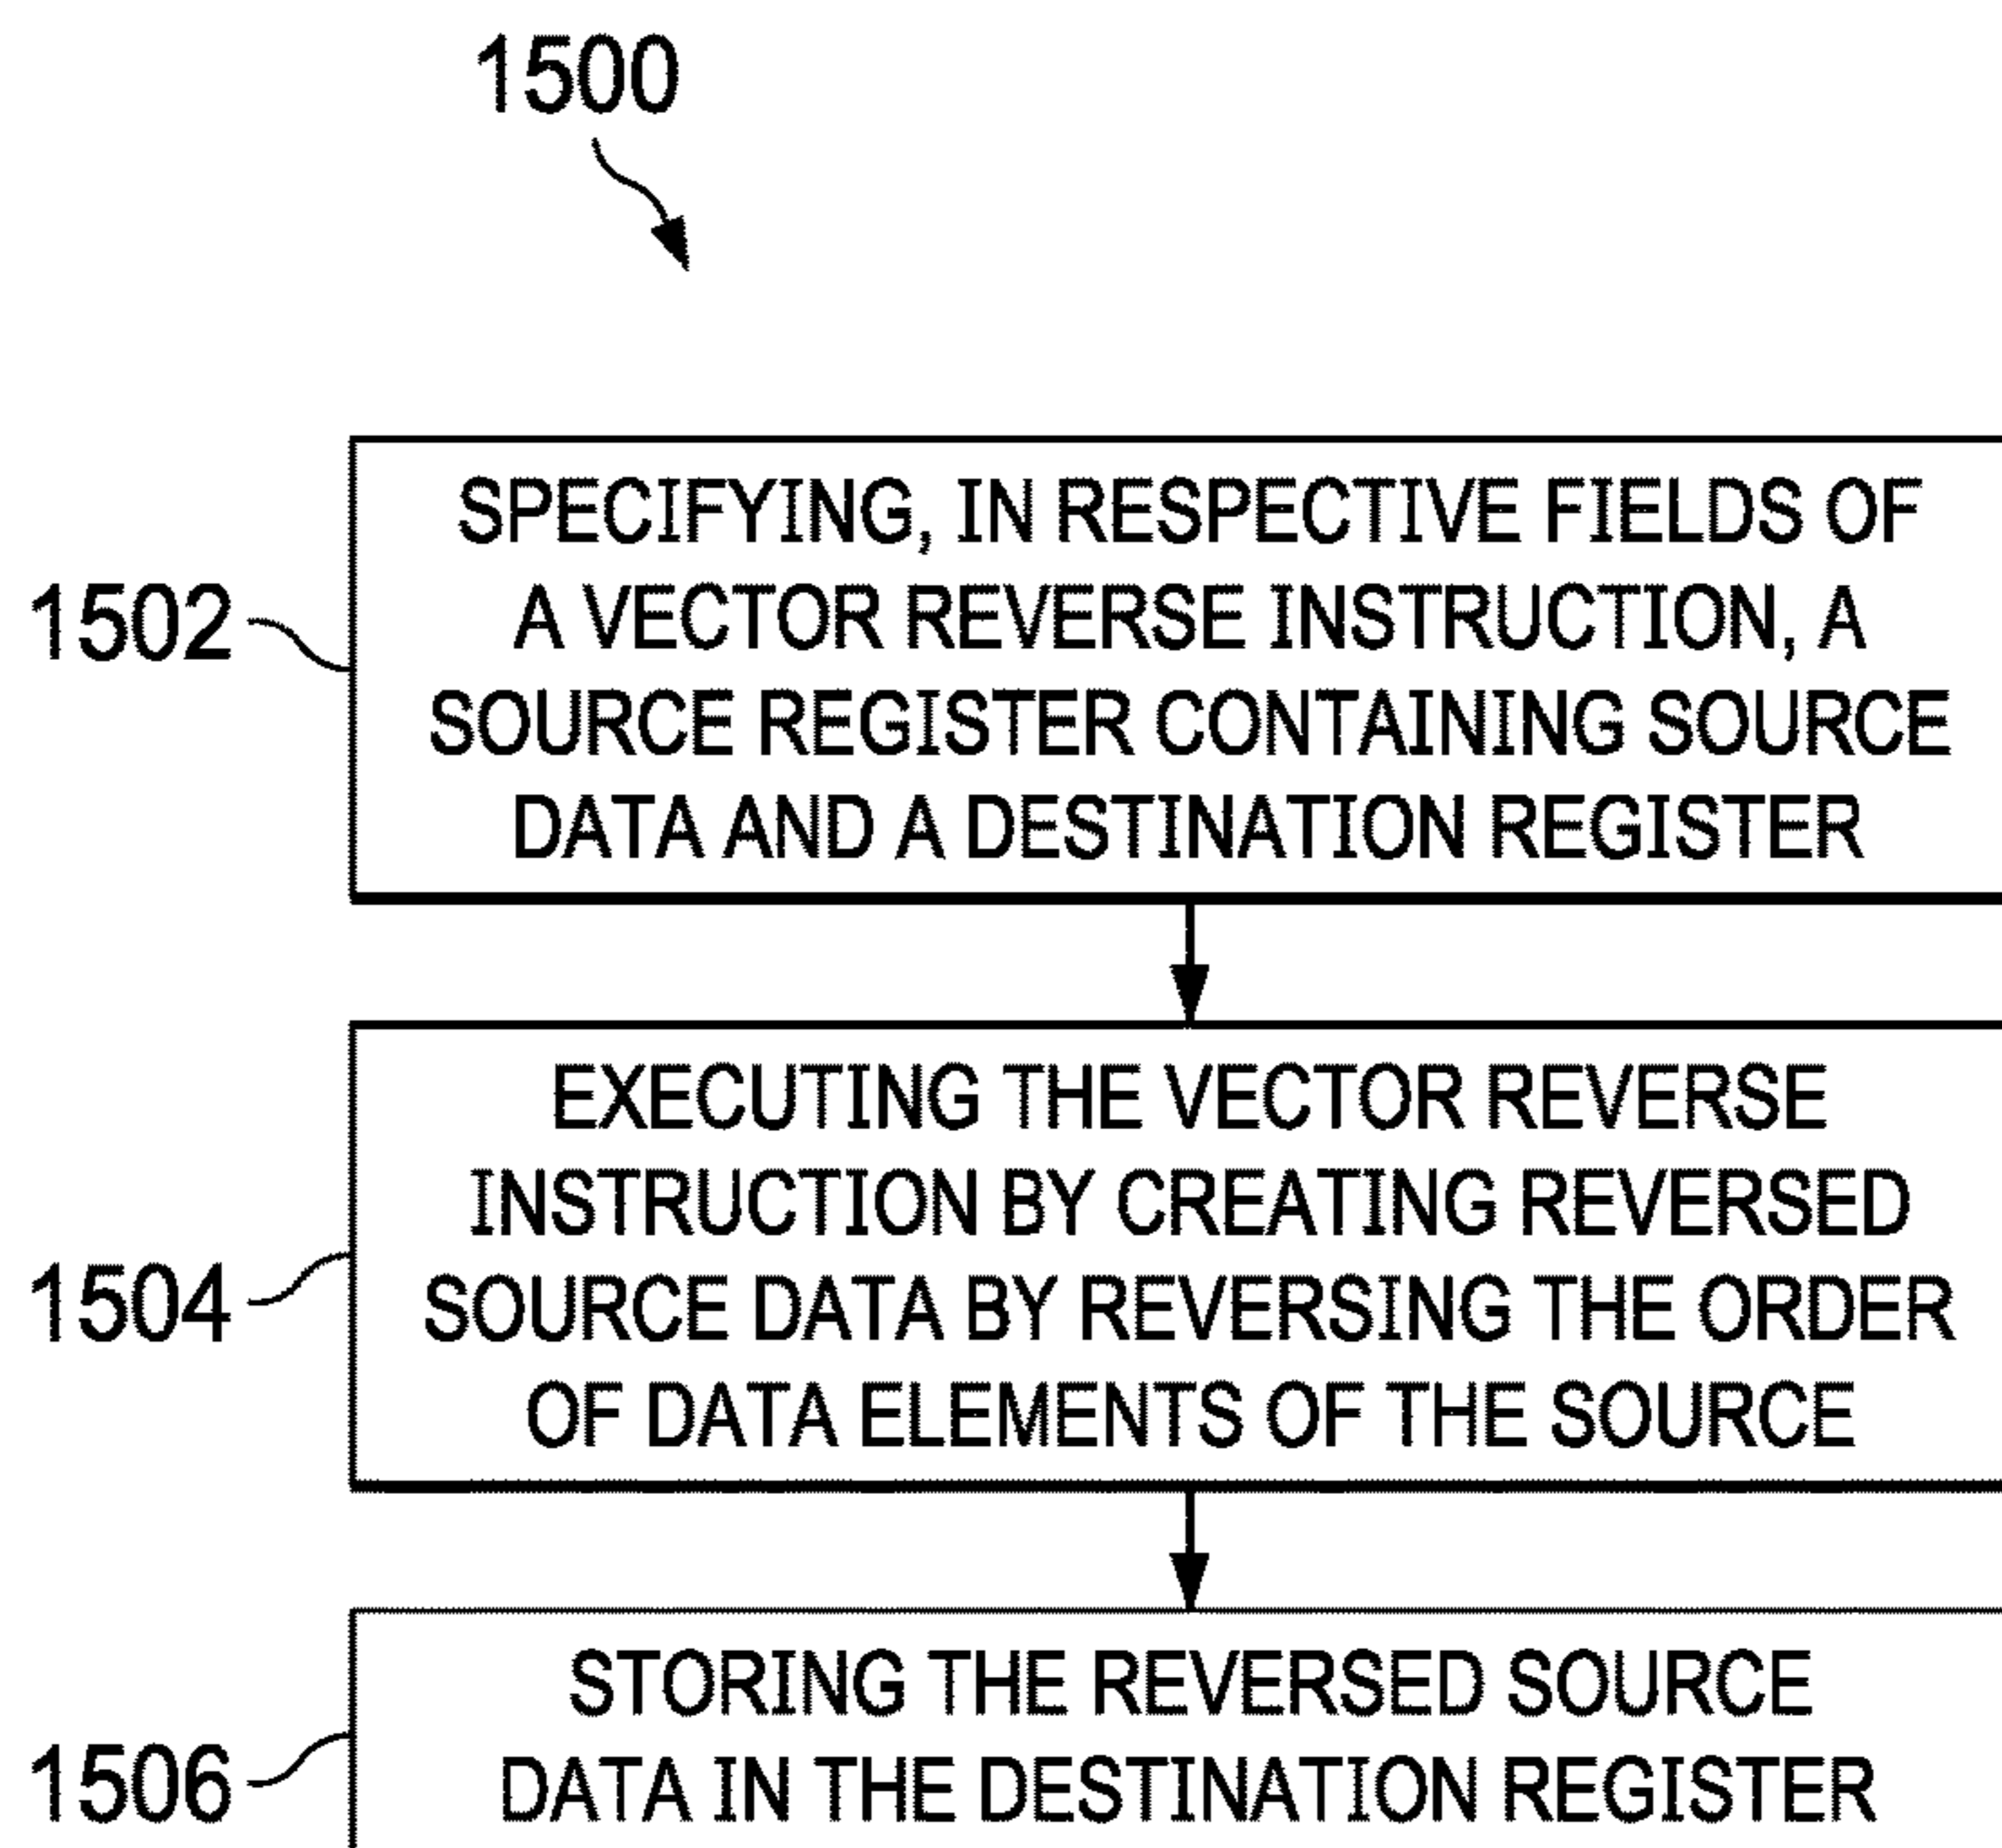 1500
SPECIFYING, IN RESPECTIVE FIELDS OF
A VECTOR REVERSE INSTRUCTION, A
1502
SOURCE REGISTER CONTAINING SOURCE
DATA AND A DESTINATION REGISTER
EXECUTING THE VECTOR REVERSE
INSTRUCTION BY CREATING REVERSED
1504
SOURCE DATA BY REVERSING THE ORDER
OF DATA ELEMENTS OF THE SOURCE
STORING THE REVERSED SOURCE
1506
DATA IN THE DESTINATION REGISTER